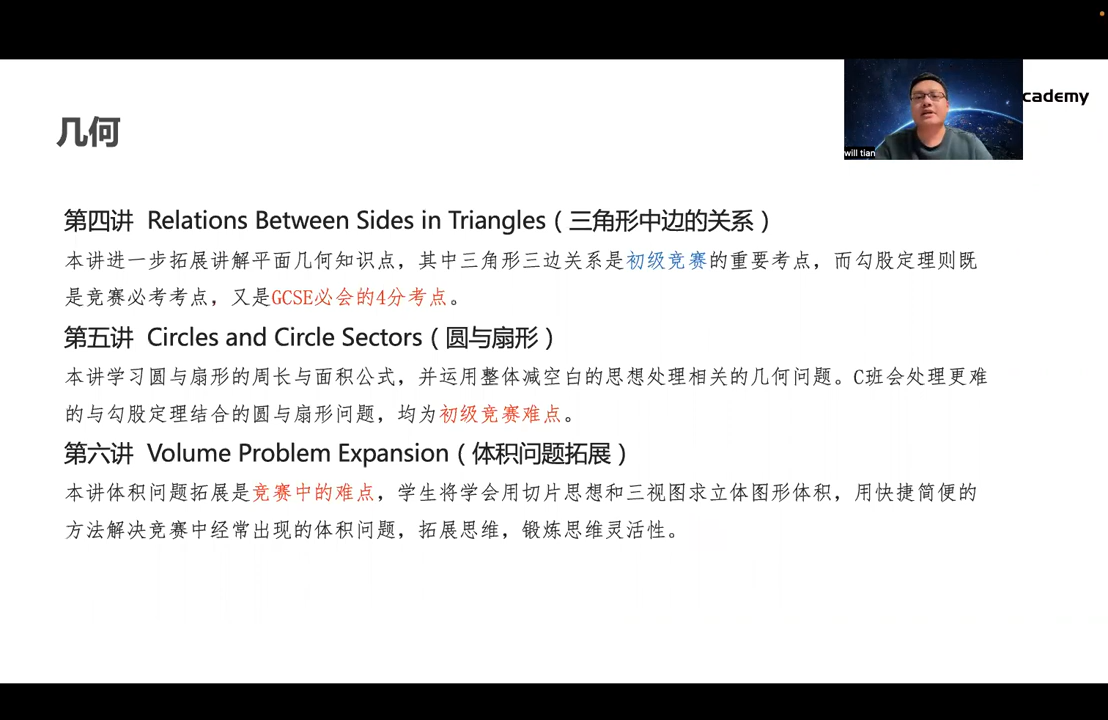 cademy
will tian
几何
第四讲 Relations Between Sides in Triangles（三角形中边的关系）
本讲进一步拓展讲解平面几何知识点，其中三角形三边关系是初级竞赛的重要考点，而勾股定理则既
是竞赛必考考点，又是GCSE必会的4分考点。
第五讲 Circles and Circle Sectors（圆与扇形）
本讲学习圆与扇形的周长与面积公式，并运用整体减空白的思想处理相关的几何问题。C班会处理更难
的与勾股定理结合的圆与扇形问题，均为初级竞赛难点。
第六讲 Volume Problem Expansion（体积问题拓展）
本讲体积问题拓展是竞赛中的难点，学生将学会用切片思想和三视图求立体图形体积，用快捷简便的
方法解决竞赛中经常出现的体积问题，拓展思维，锻炼思维灵活性。